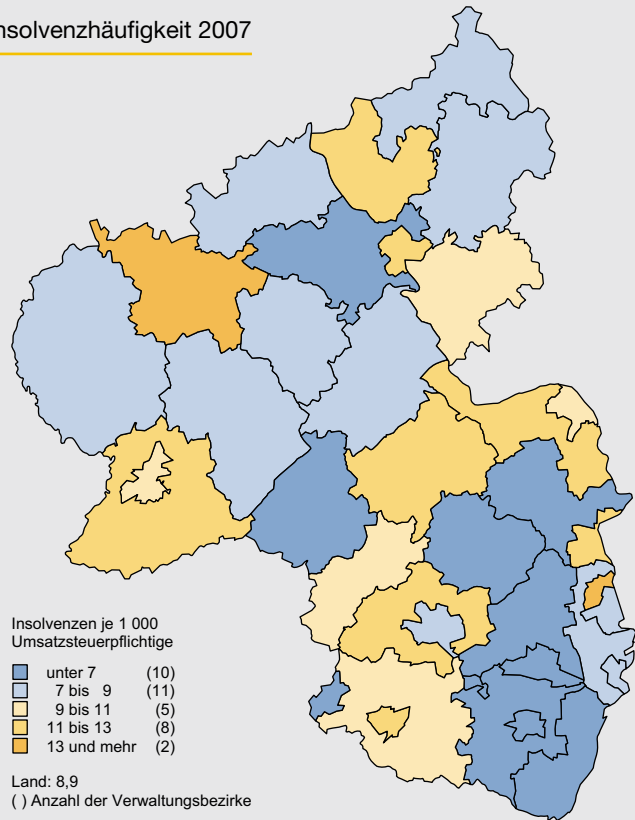 nsolvenzhäufigkeit 2007
Insolvenzen je 1 000
Umsatzsteuerpflichtige
unter 7 (10)
7 bis 9 (11)
9 bis 11 (5)
11 bis 13 (8)
13 und mehr (2)
Land: 8,9
( ) Anzahl der Verwaltungsbezirke